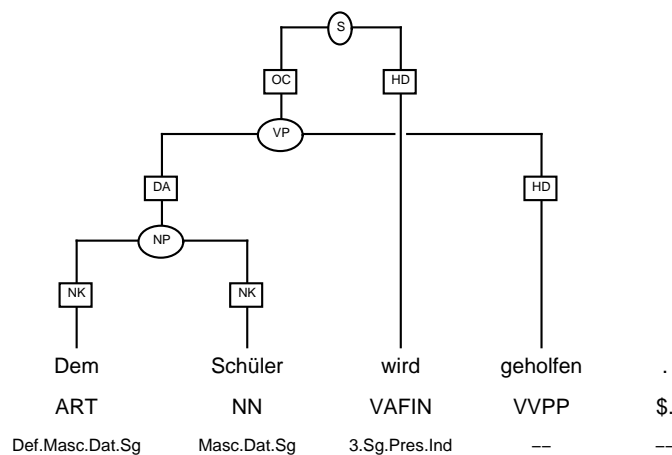 S
OC HD
VP
DA HD
NP
NK NK
Dem Schüler wird geholfen .
ART NN VAFIN VVPP $.
Def.Masc.Dat.Sg Masc.Dat.Sg 3.Sg.Pres.Ind −− −−